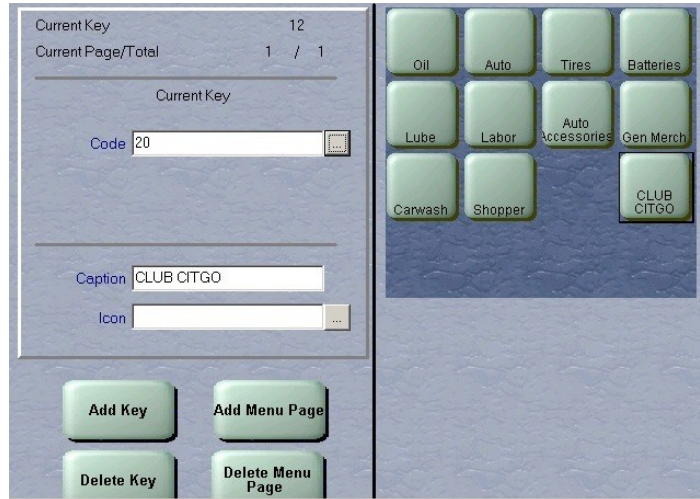 Current Key 12
Current Page/Total 1 / 1
Current Key
Code 20 ...
Caption CLUB CITGO
Icon ...
Add Key
Add Menu Page
Delete Key
Delete Menu
Page
Oil Auto Tires Batteries
Lube Labor Auto
Accessories Gen Merch
Carwash Shopper CLUB
CITGO